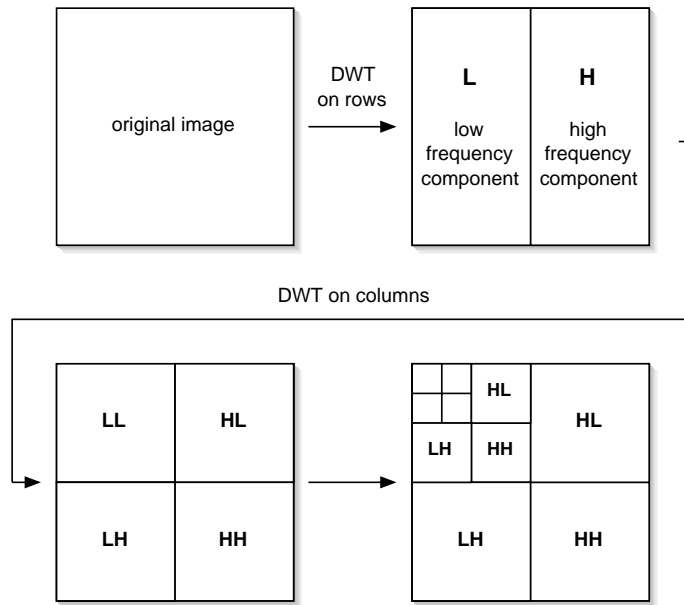 original image
DWT
on rows
L
low
frequency
component
H
high
frequency
component
DWT on columns
LL
HL
LH
HH
HL
LH
HH
HL
LH
HH